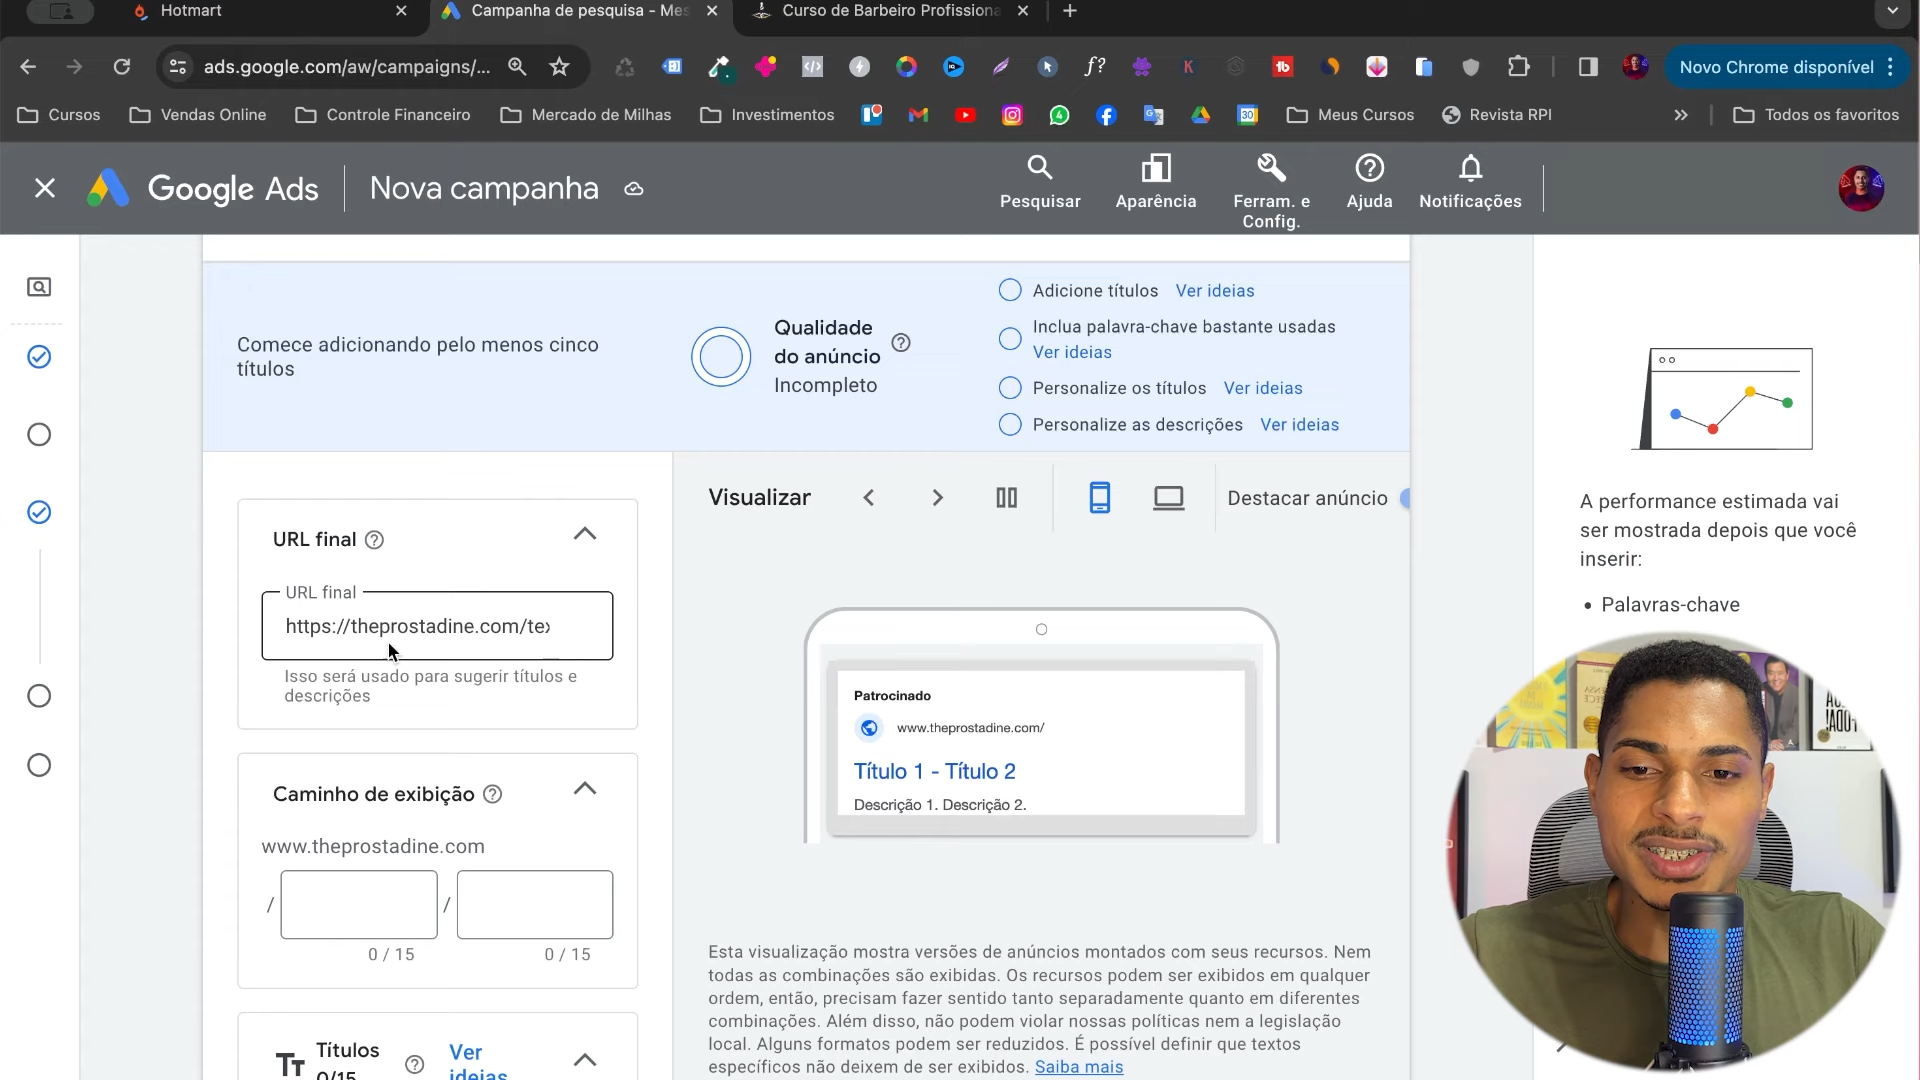 Hotmart
Campanha de pesquisa - Mes
Curso de Barbeiro Profissiona
ads.google.com/aw/campaigns/...
Novo Chrome disponível
Cursos
Vendas Online
Controle Financeiro
Mercado de Milhas
Investimentos
Meus Cursos
Revista RPI
Todos os favoritos
Google Ads
Nova campanha
Pesquisar
Aparência
Ferram. e
Config.
Ajuda
Notificações
Comece adicionando pelo menos cinco
títulos
Qualidade
do anúncio
Incompleto
Adicione títulos Ver ideias
Inclua palavra-chave bastante usadas
Ver ideias
Personalize os títulos Ver ideias
Personalize as descrições Ver ideias
URL final
URL final
https://theprostadine.com/tex
Isso será usado para sugerir títulos e
descrições
Caminho de exibição
www.theprostadine.com
/ /
0 / 15 0 / 15
Títulos
0/15
Ver
ideias
Visualizar
Destacar anúncio
Patrocinado
www.theprostadine.com/
Título 1 - Título 2
Descrição 1. Descrição 2.
Esta visualização mostra versões de anúncios montados com seus recursos. Nem
todas as combinações são exibidas. Os recursos podem ser exibidos em qualquer
ordem, então, precisam fazer sentido tanto separadamente quanto em diferentes
combinações. Além disso, não podem violar nossas políticas nem a legislação
local. Alguns formatos podem ser reduzidos. É possível definir que textos
específicos não deixem de ser exibidos. Saiba mais
A performance estimada vai
ser mostrada depois que você
inserir:
• Palavras-chave